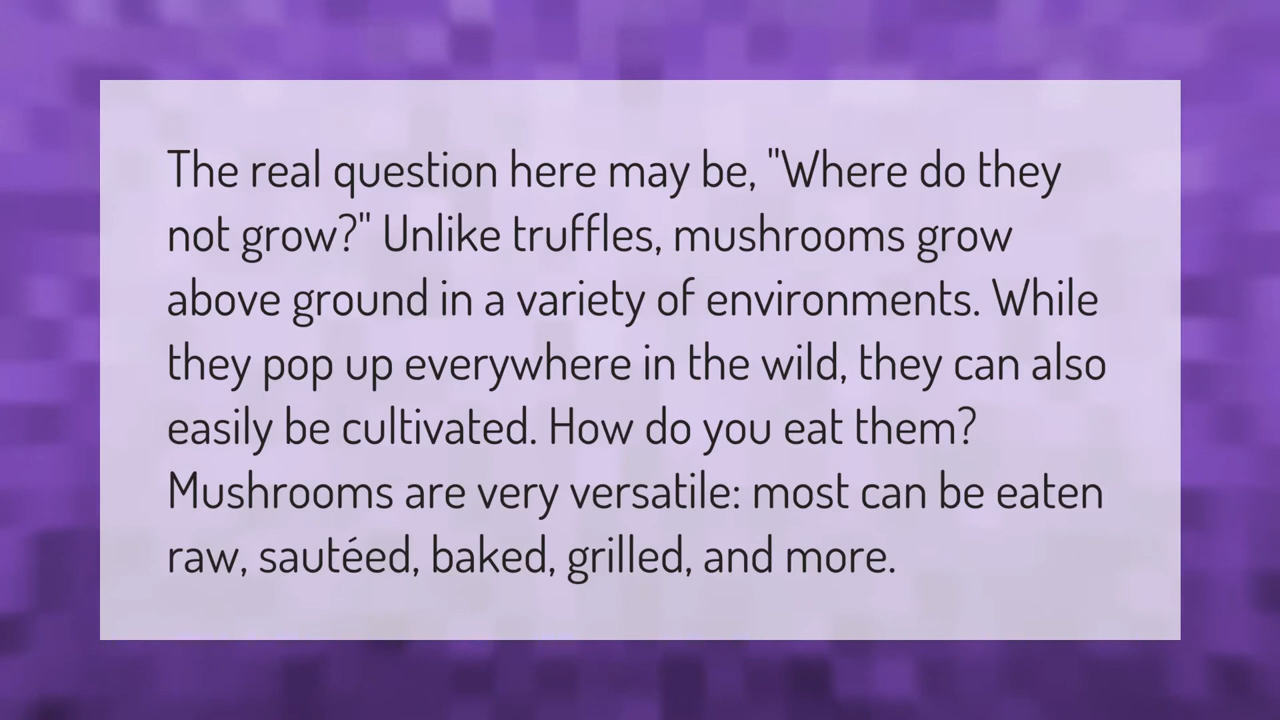 The real question here may be, "Where do they
not grow?" Unlike truffles, mushrooms grow
above ground in a variety of environments. While
they pop up everywhere in the wild, they can also
easily be cultivated. How do you eat them?
Mushrooms are very versatile: most can be eaten
raw, sautéed, baked, grilled, and more.